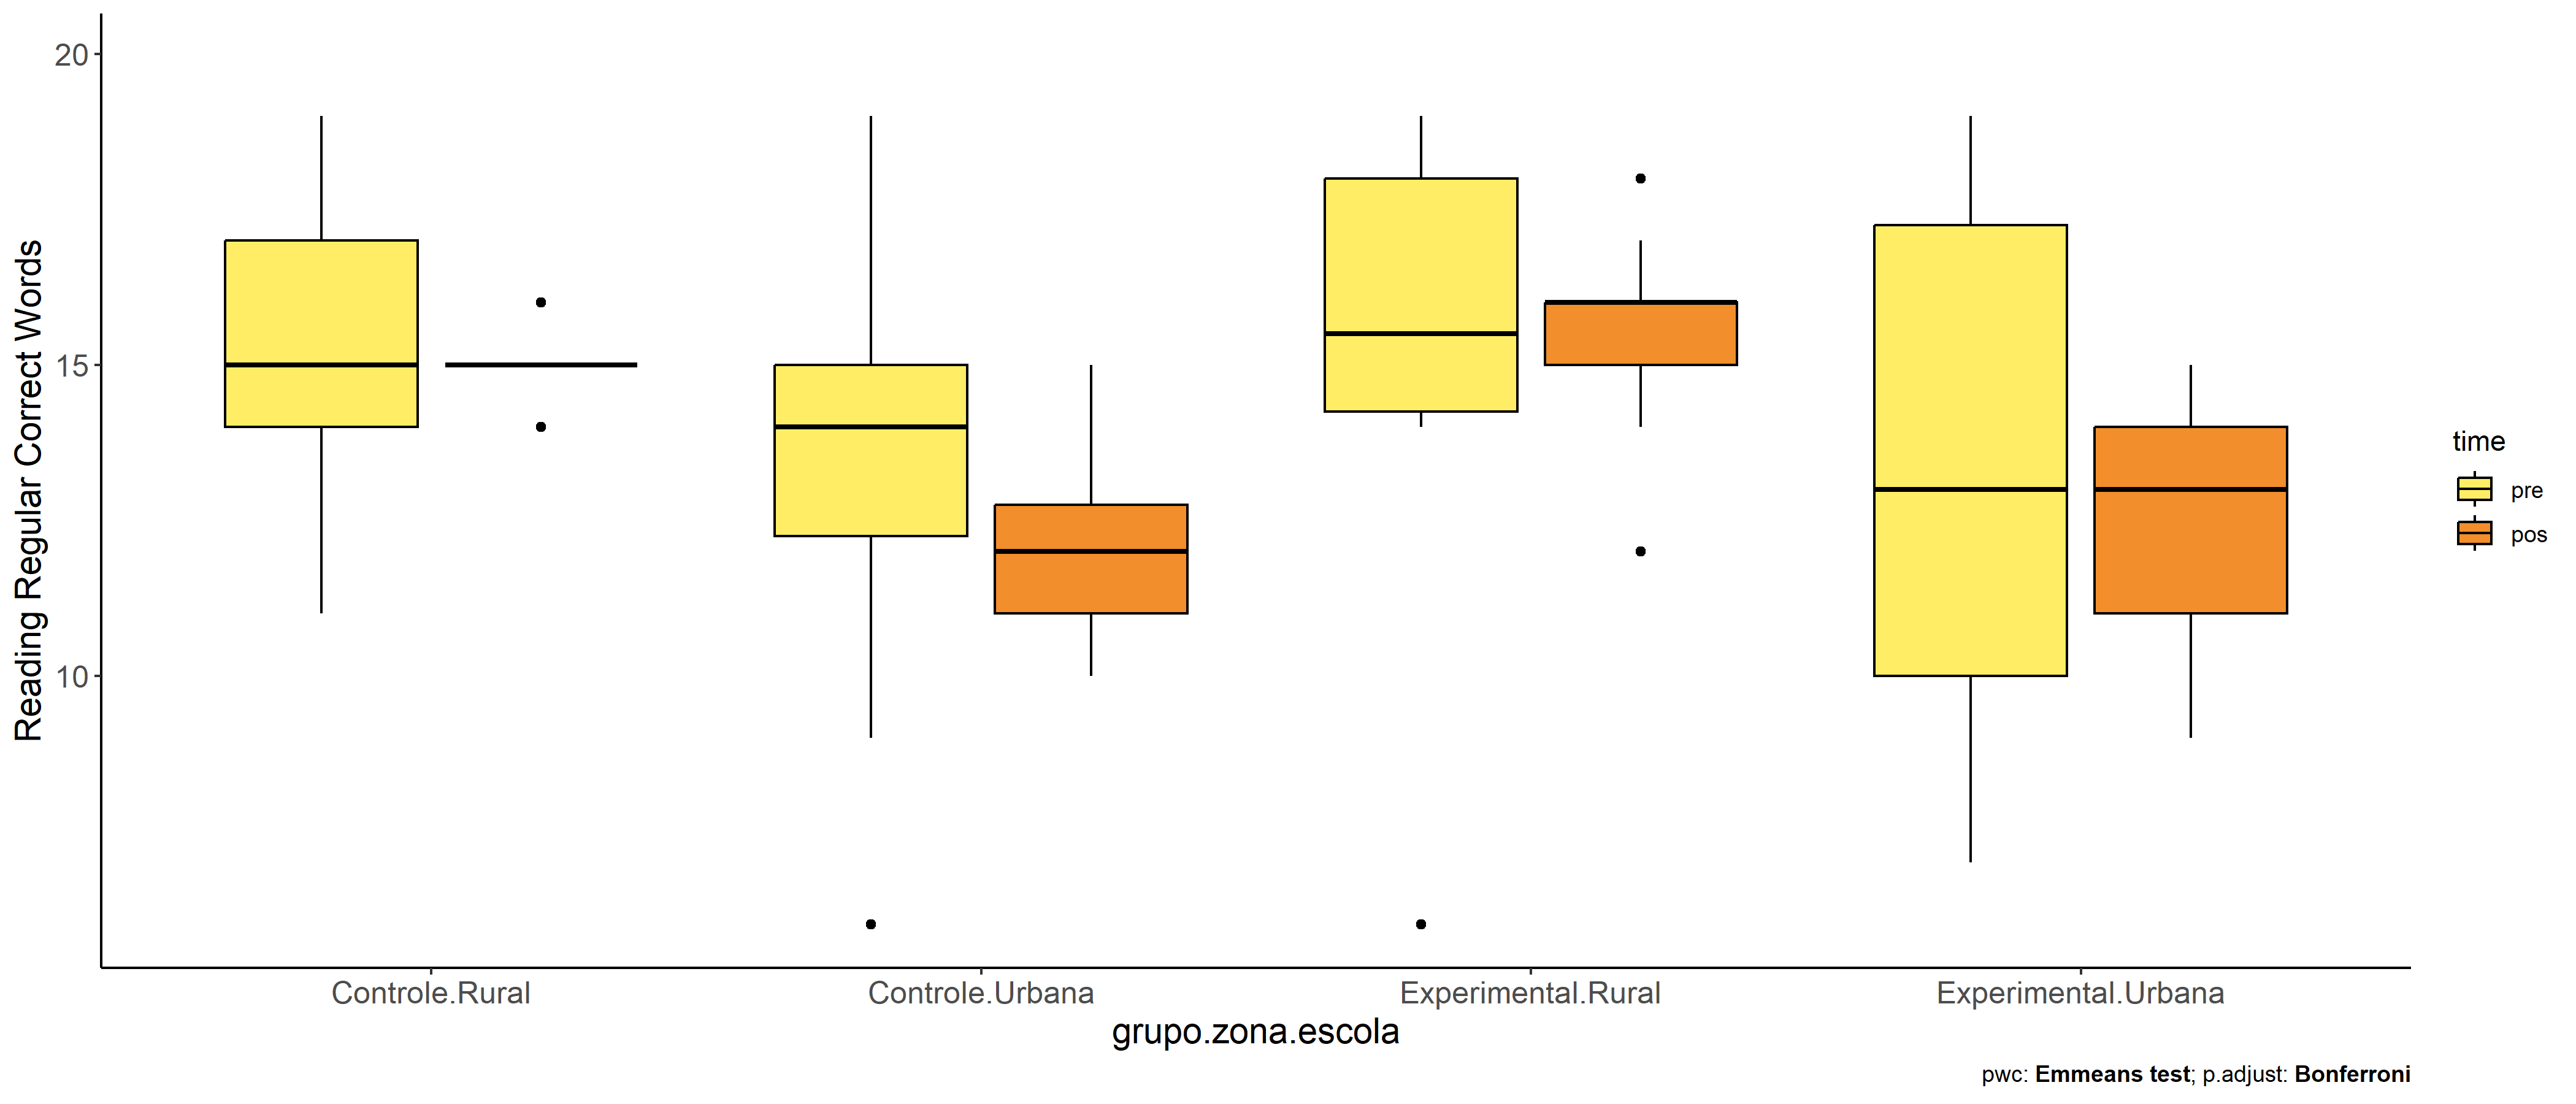 Reading Regular Correct Words
20
15
10
Controle.Rural
Controle.Urbana
Experimental.Rural
Experimental.Urbana
grupo.zona.escola
time
pre
pos
pwc: Emmeans test; p.adjust: Bonferroni